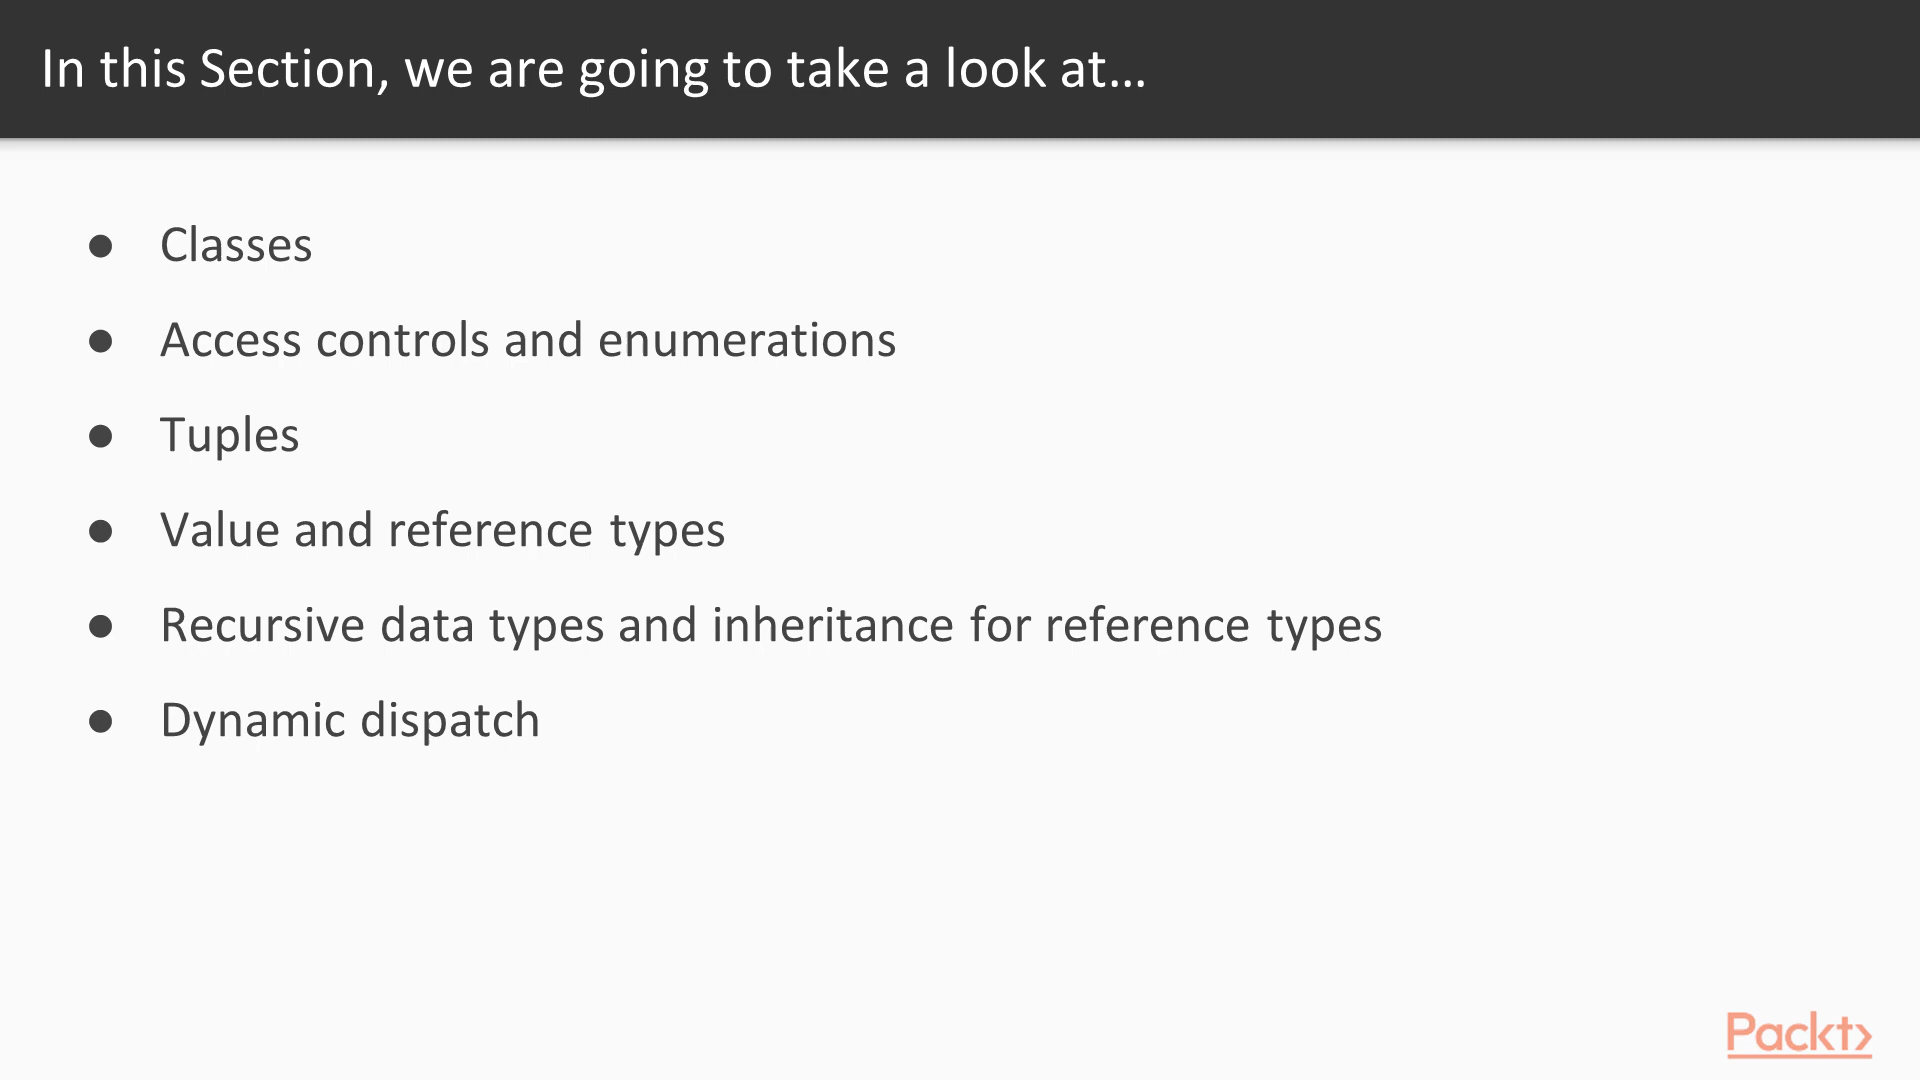 In this Section, we are going to take a look at…
● Classes
● Access controls and enumerations
● Tuples
● Value and reference types
● Recursive data types and inheritance for reference types
● Dynamic dispatch
Packt>